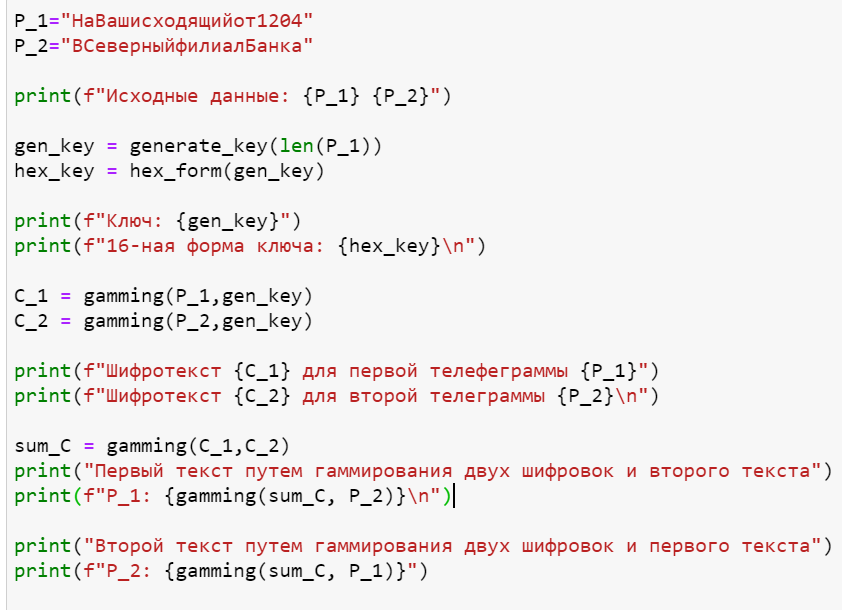 P_1="НаВашисходящийот1204"
P_2="ВСеверныйфилиалБанка"
print(f"Исходные данные: {P_1} {P_2}")
gen_key = generate_key(len(P_1))
hex_key = hex_form(gen_key)
print(f"Ключ: {gen_key}")
print(f"16-ная форма ключа: {hex_key}\n")
C_1 = gamming(P_1,gen_key)
C_2 = gamming(P_2,gen_key)
print(f"Шифротекст {C_1} для первой телефеграммы {P_1}")
print(f"Шифротекст {C_2} для второй телеграммы {P_2}\n")
sum_C = gamming(C_1,C_2)
print("Первый текст путем гаммирования двух шифровок и второго текста")
print(f"P_1: {gamming(sum_C, P_2)}\n")
print("Второй текст путем гаммирования двух шифровок и первого текста")
print(f"P_2: {gamming(sum_C, P_1)}")